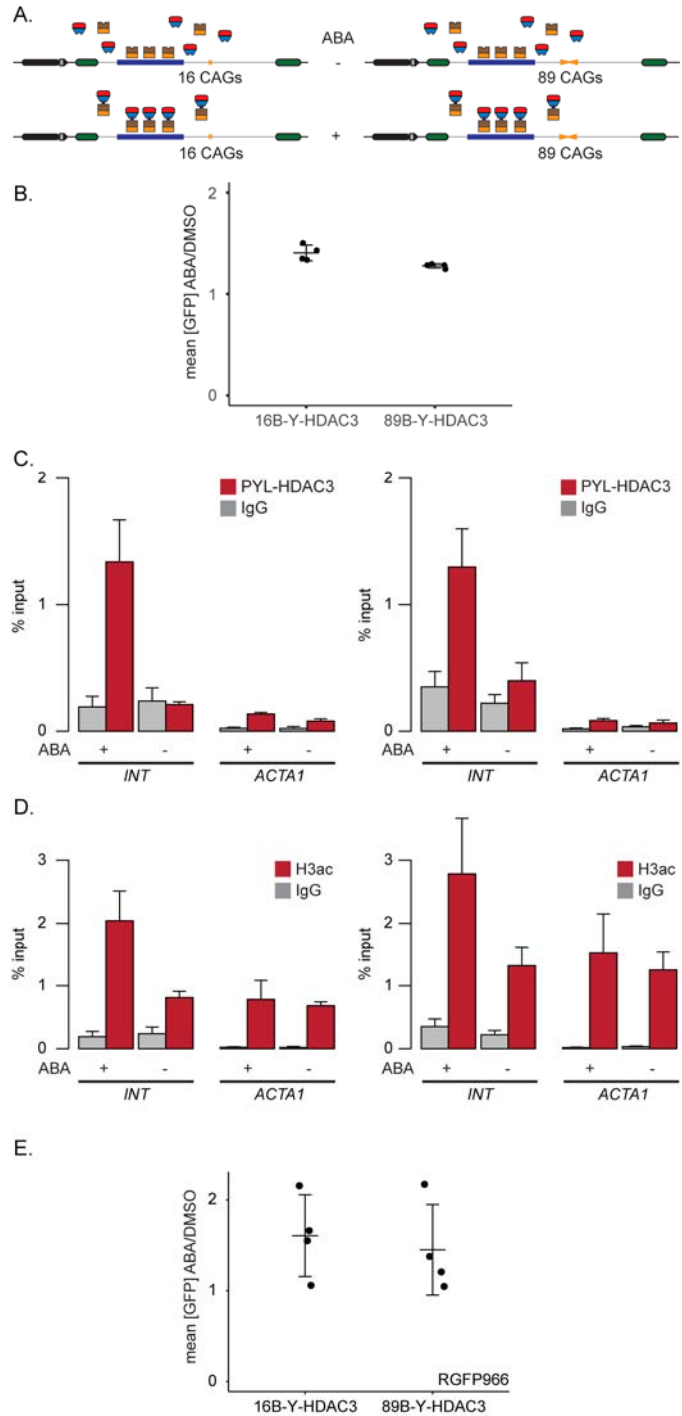 A.
ABA
16 CAGs - 89 CAGs
16 CAGs + 89 CAGs
B.
mean [GFP] ABA/DMSO
2
1
0
16B-Y-HDAC3 89B-Y-HDAC3
C.
% input
2
1
0
PYL-HDAC3
IgG
ABA + - + -
INT ACTA1
% input
2
1
0
PYL-HDAC3
IgG
ABA + - + -
INT ACTA1
D.
% input
3
2
1
0
H3ac
IgG
ABA + - + -
INT ACTA1
% input
3
2
1
0
H3ac
IgG
ABA + - + -
INT ACTA1
E.
mean [GFP] ABA/DMSO
2
1
0
RGFP966
16B-Y-HDAC3 89B-Y-HDAC3